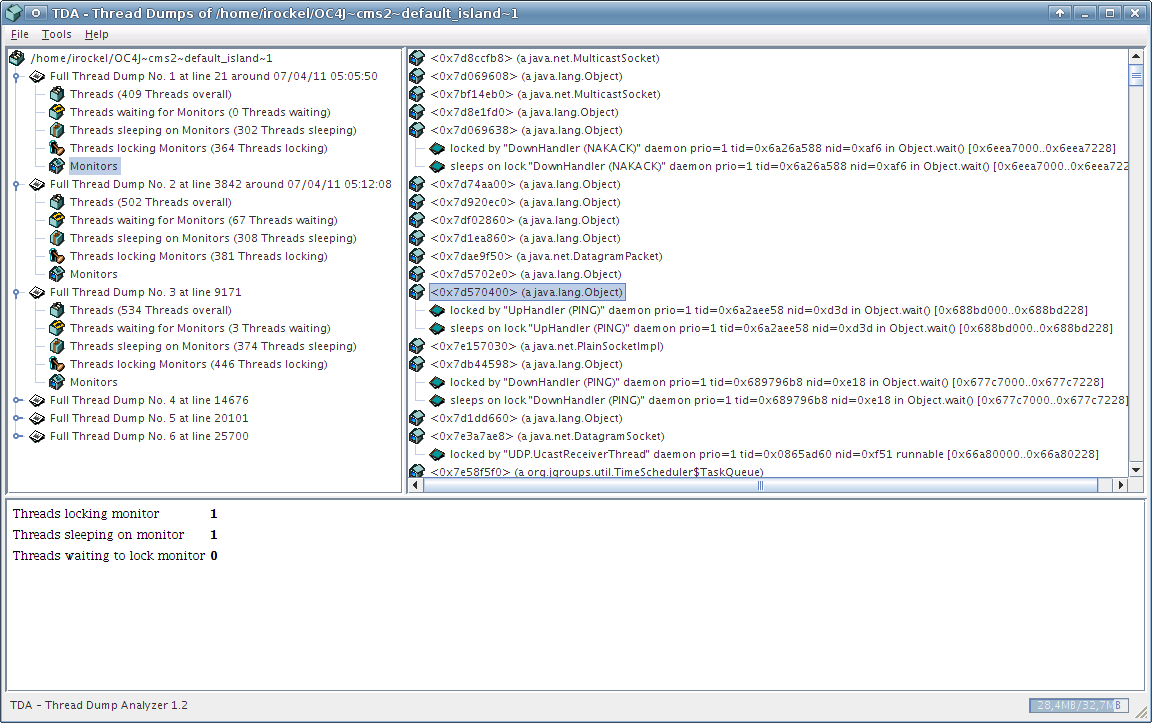 TDA - Thread Dumps of /home/irockel/OC4J~cms2~default_island~1
File Tools Help
/home/irockel/OC4J~cms2~default_island~1
Full Thread Dump No. 1 at line 21 around 07/04/11 05:05:50
Threads (409 Threads overall)
Threads waiting for Monitors (0 Threads waiting)
Threads sleeping on Monitors (302 Threads sleeping)
Threads locking Monitors (364 Threads locking)
Monitors
Full Thread Dump No. 2 at line 3842 around 07/04/11 05:12:08
Threads (502 Threads overall)
Threads waiting for Monitors (67 Threads waiting)
Threads sleeping on Monitors (308 Threads sleeping)
Threads locking Monitors (381 Threads locking)
Monitors
Full Thread Dump No. 3 at line 9171
Threads (534 Threads overall)
Threads waiting for Monitors (3 Threads waiting)
Threads sleeping on Monitors (374 Threads sleeping)
Threads locking Monitors (446 Threads locking)
Monitors
Full Thread Dump No. 4 at line 14676
Full Thread Dump No. 5 at line 20101
Full Thread Dump No. 6 at line 25700
<0x7d8ccfb8> (a java.net.MulticastSocket)
<0x7d069608> (a java.lang.Object)
<0x7bf14eb0> (a java.net.MulticastSocket)
<0x7d8e1fd0> (a java.lang.Object)
<0x7d069638> (a java.lang.Object)
locked by "DownHandler (NAKACK)" daemon prio=1 tid=0x6a26a588 nid=0xaf6 in Object.wait() [0x6eea7000..0x6eea7228]
sleeps on lock "DownHandler (NAKACK)" daemon prio=1 tid=0x6a26a588 nid=0xaf6 in Object.wait() [0x6eea7000..0x6eea722
<0x7d74aa00> (a java.lang.Object)
<0x7d920ec0> (a java.lang.Object)
<0x7df02860> (a java.lang.Object)
<0x7d1ea860> (a java.lang.Object)
<0x7dae9f50> (a java.net.DatagramPacket)
<0x7d5702e0> (a java.lang.Object)
<0x7d570400> (a java.lang.Object)
locked by "UpHandler (PING)" daemon prio=1 tid=0x6a2aee58 nid=0xd3d in Object.wait() [0x688bd000..0x688bd228]
sleeps on lock "UpHandler (PING)" daemon prio=1 tid=0x6a2aee58 nid=0xd3d in Object.wait() [0x688bd000..0x688bd228]
<0x7e157030> (a java.net.PlainSocketImpl)
<0x7db44598> (a java.lang.Object)
locked by "DownHandler (PING)" daemon prio=1 tid=0x689796b8 nid=0xe18 in Object.wait() [0x677c7000..0x677c7228]
sleeps on lock "DownHandler (PING)" daemon prio=1 tid=0x689796b8 nid=0xe18 in Object.wait() [0x677c7000..0x677c7228]
<0x7d1dd660> (a java.lang.Object)
<0x7e3a7ae8> (a java.net.DatagramSocket)
locked by "UDP.UcastReceiverThread" daemon prio=1 tid=0x0865ad60 nid=0xf51 runnable [0x66a80000..0x66a80228]
<0x7e58f5f0> (a org.jgroups.util.TimeScheduler$TaskQueue)
Threads locking monitor 1
Threads sleeping on monitor 1
Threads waiting to lock monitor 0
TDA - Thread Dump Analyzer 1.2
28,4MB/32,7MB